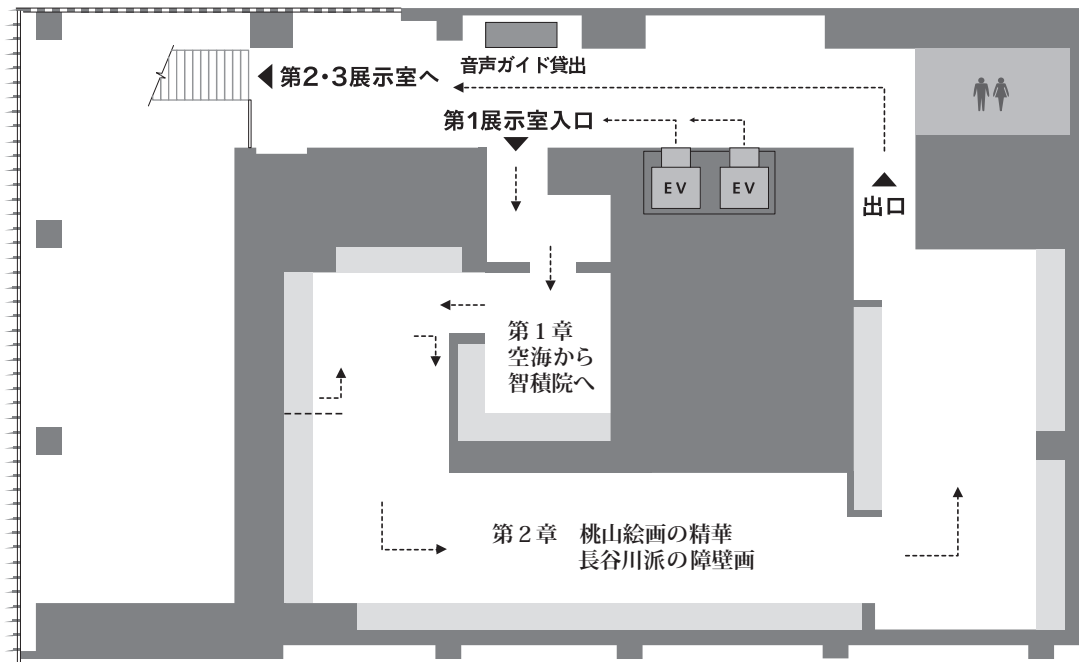 音声ガイド貸出
第2・3展示室へ
第1展示室入口
EV
EV
出口
第1章
空海から
智積院へ
第2章 桃山絵画の精華
長谷川派の障壁画